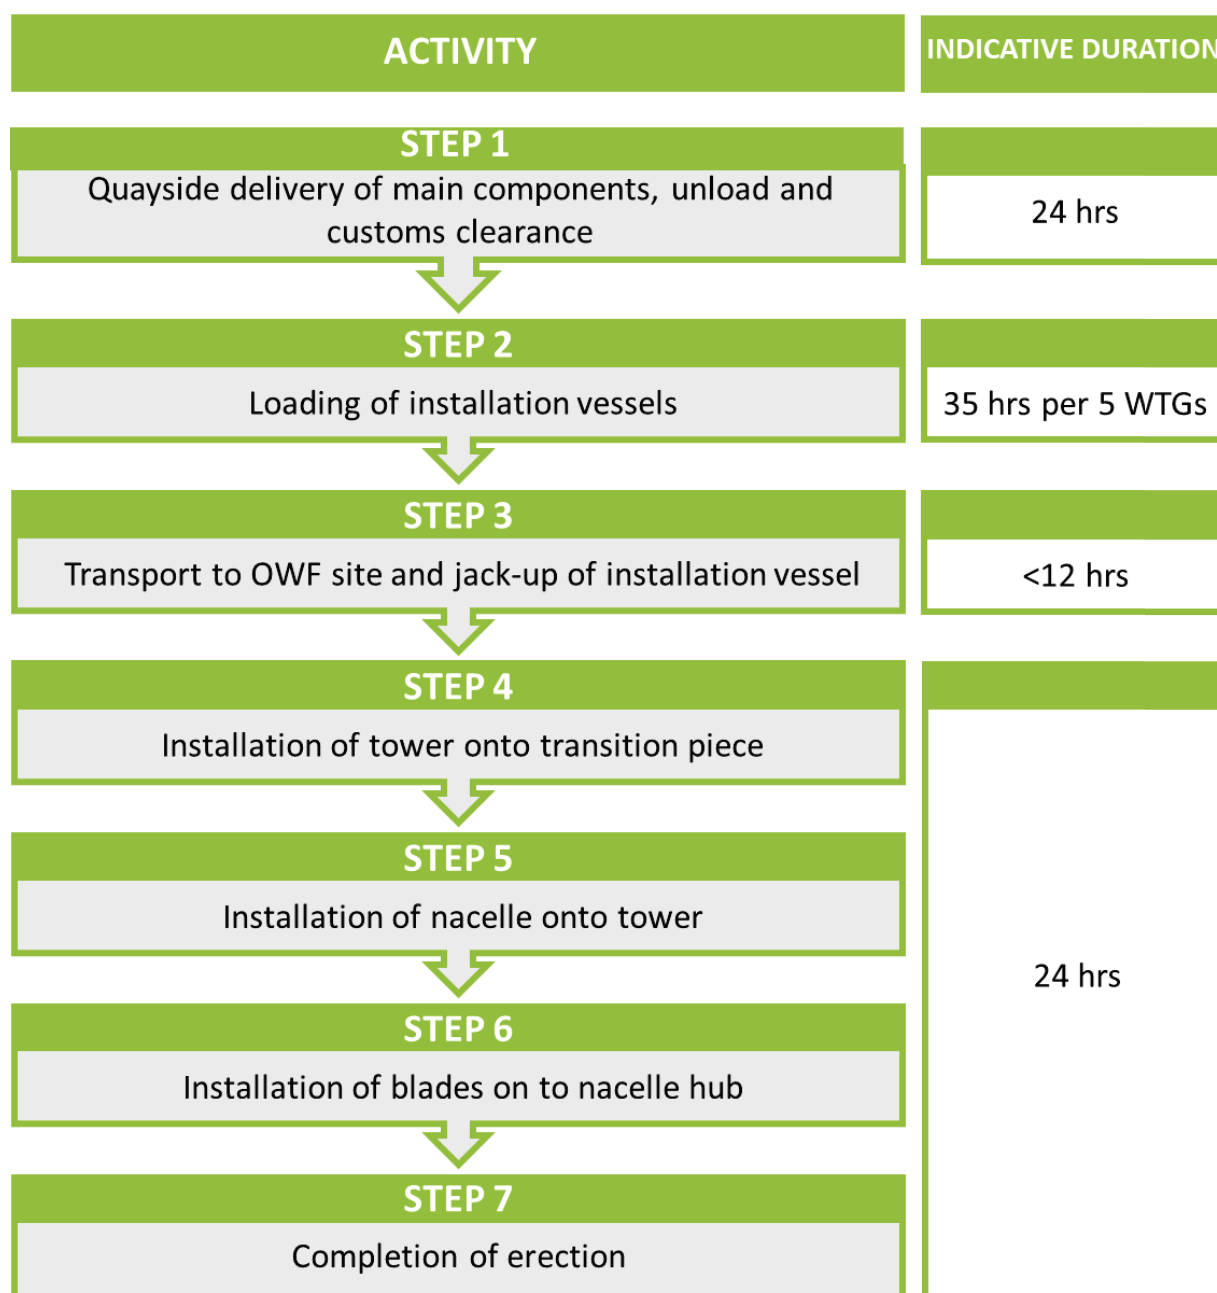 ACTIVITY
INDICATIVE DURATION
STEP 1
Quayside delivery of main components, unload and
customs clearance
24 hrs
STEP 2
Loading of installation vessels
35 hrs per 5 WTGs
STEP 3
Transport to OWF site and jack-up of installation vessel
<12 hrs
STEP 4
Installation of tower onto transition piece
STEP 5
Installation of nacelle onto tower
24 hrs
STEP 6
Installation of blades on to nacelle hub
STEP 7
Completion of erection